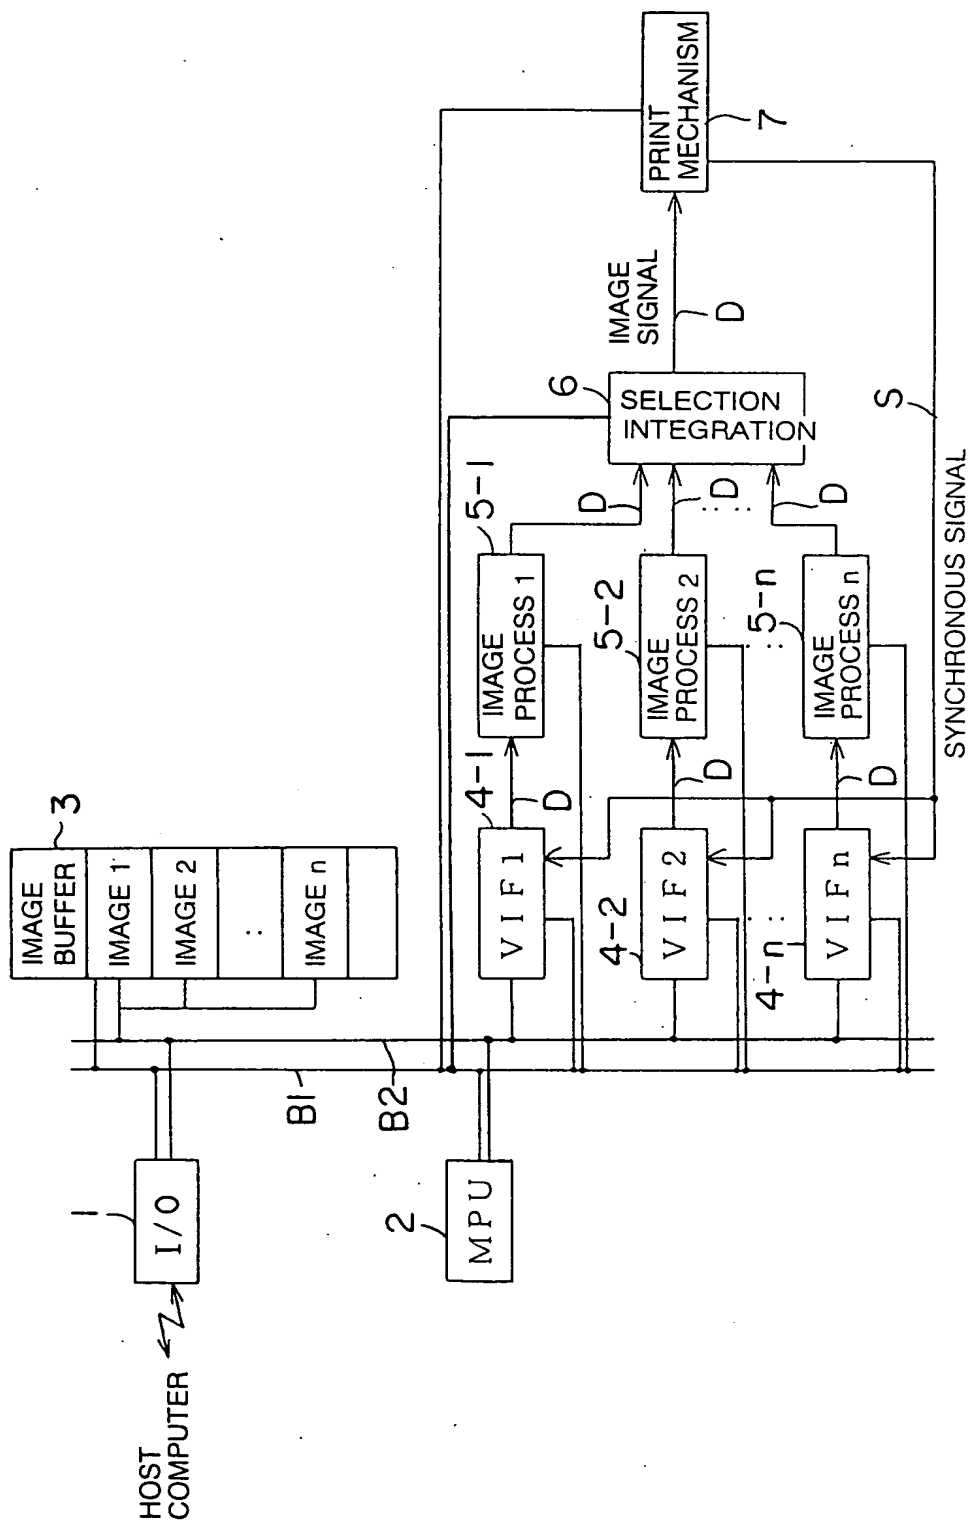 HOST
COMPUTER
1
I/O
2
MPU
B1
B2
IMAGE
BUFFER
3
IMAGE 1
IMAGE 2
:
IMAGE n
4-1
VIF1
D
5-1
IMAGE
PROCESS 1
D
4-2
VIF2
D
5-2
IMAGE
PROCESS 2
D
4-n
VIFn
D
5-n
IMAGE
PROCESS n
D
6
SELECTION
INTEGRATION
IMAGE
SIGNAL
D
PRINT
MECHANISM
7
S
SYNCHRONOUS SIGNAL